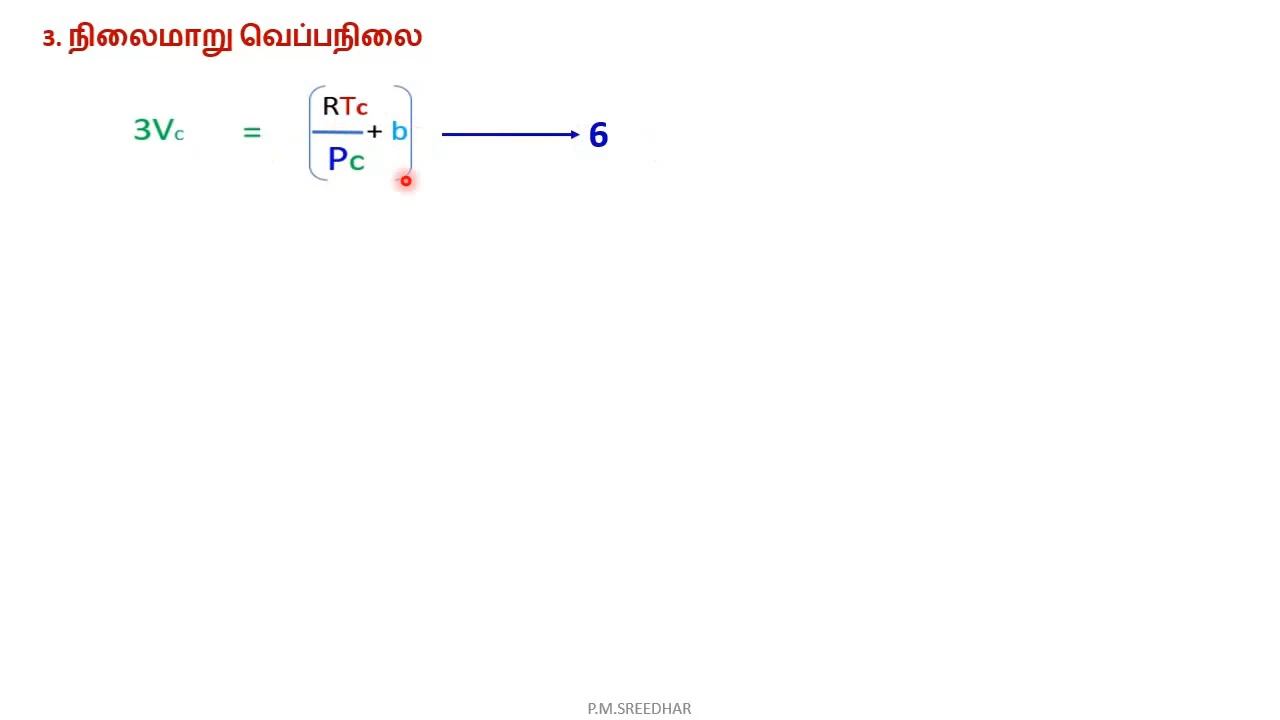 3. நிலைமாறு வெப்பநிலை
3Vc = (RTc/Pc + b) ⟶ 6
P.M.SREEDHAR